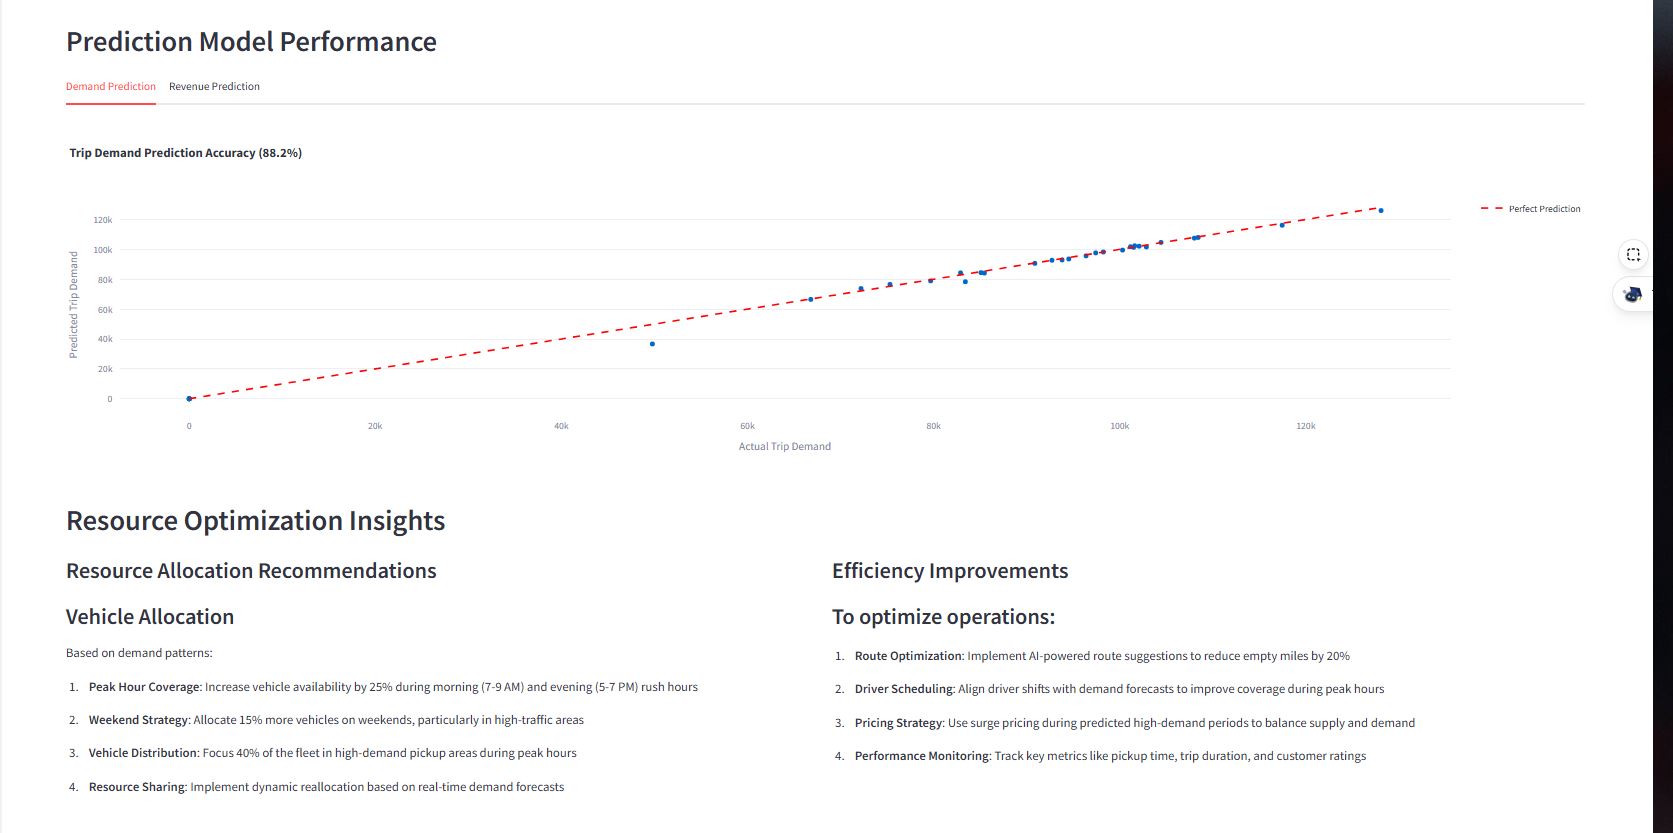 Prediction Model Performance
Demand Prediction
Revenue Prediction
Trip Demand Prediction Accuracy (88.2%)
Predicted Trip Demand
120k
100k
80k
60k
40k
20k
0
0
20k
40k
60k
80k
100k
120k
Actual Trip Demand
Perfect Prediction
Resource Optimization Insights
Resource Allocation Recommendations
Vehicle Allocation
Based on demand patterns:
1. Peak Hour Coverage: Increase vehicle availability by 25% during morning (7-9 AM) and evening (5-7 PM) rush hours
2. Weekend Strategy: Allocate 15% more vehicles on weekends, particularly in high-traffic areas
3. Vehicle Distribution: Focus 40% of the fleet in high-demand pickup areas during peak hours
4. Resource Sharing: Implement dynamic reallocation based on real-time demand forecasts
Efficiency Improvements
To optimize operations:
1. Route Optimization: Implement AI-powered route suggestions to reduce empty miles by 20%
2. Driver Scheduling: Align driver shifts with demand forecasts to improve coverage during peak hours
3. Pricing Strategy: Use surge pricing during predicted high-demand periods to balance supply and demand
4. Performance Monitoring: Track key metrics like pickup time, trip duration, and customer ratings